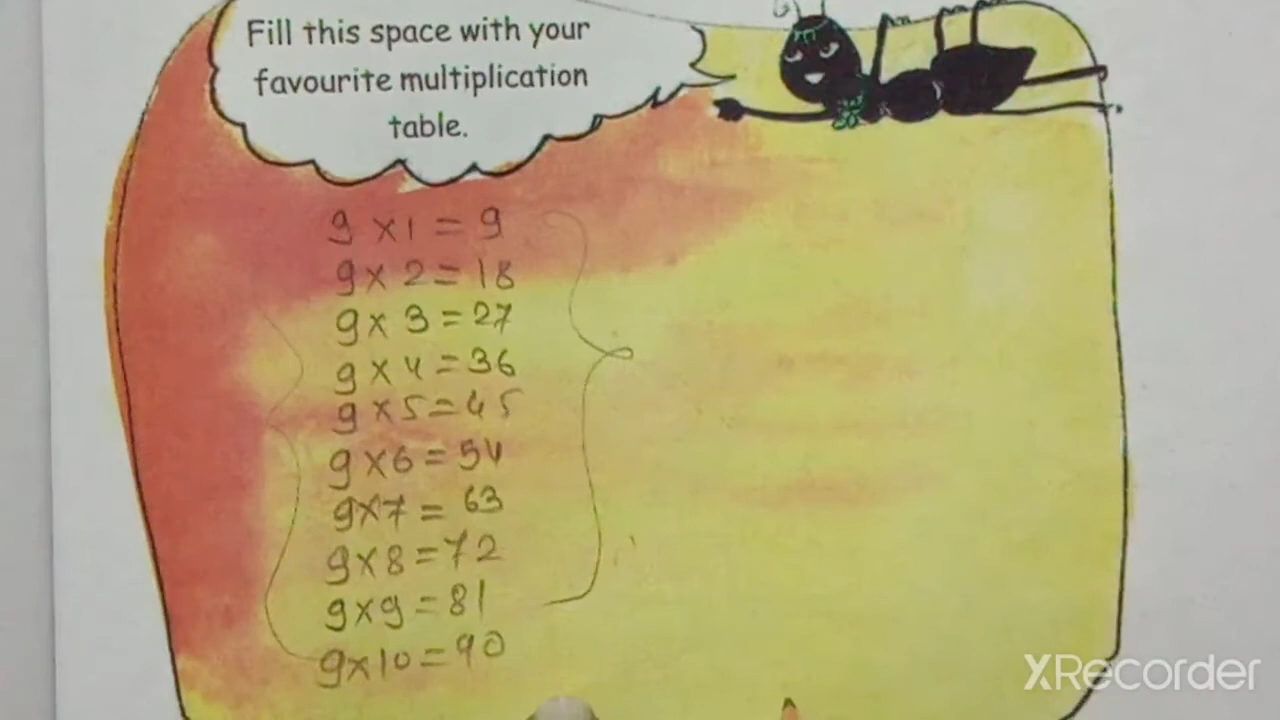 Fill this space with your
favourite multiplication
table.
9 × 1 = 9
9 × 2 = 18
9 × 3 = 27
9 × 4 = 36
9 × 5 = 45
9 × 6 = 54
9 × 7 = 63
9 × 8 = 72
9 × 9 = 81
9 × 10 = 90
XRecorder